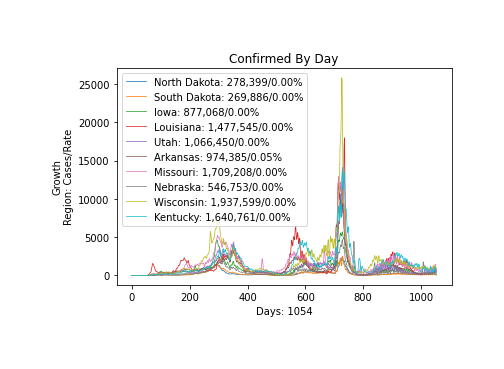 Confirmed By Day
North Dakota: 278,399/0.00%
South Dakota: 269,886/0.00%
Iowa: 877,068/0.00%
Louisiana: 1,477,545/0.00%
Utah: 1,066,450/0.00%
Arkansas: 974,385/0.05%
Missouri: 1,709,208/0.00%
Nebraska: 546,753/0.00%
Wisconsin: 1,937,599/0.00%
Kentucky: 1,640,761/0.00%
25000
20000
15000
10000
5000
0
Growth
Region: Cases/Rate
0 200 400 600 800 1000
Days: 1054